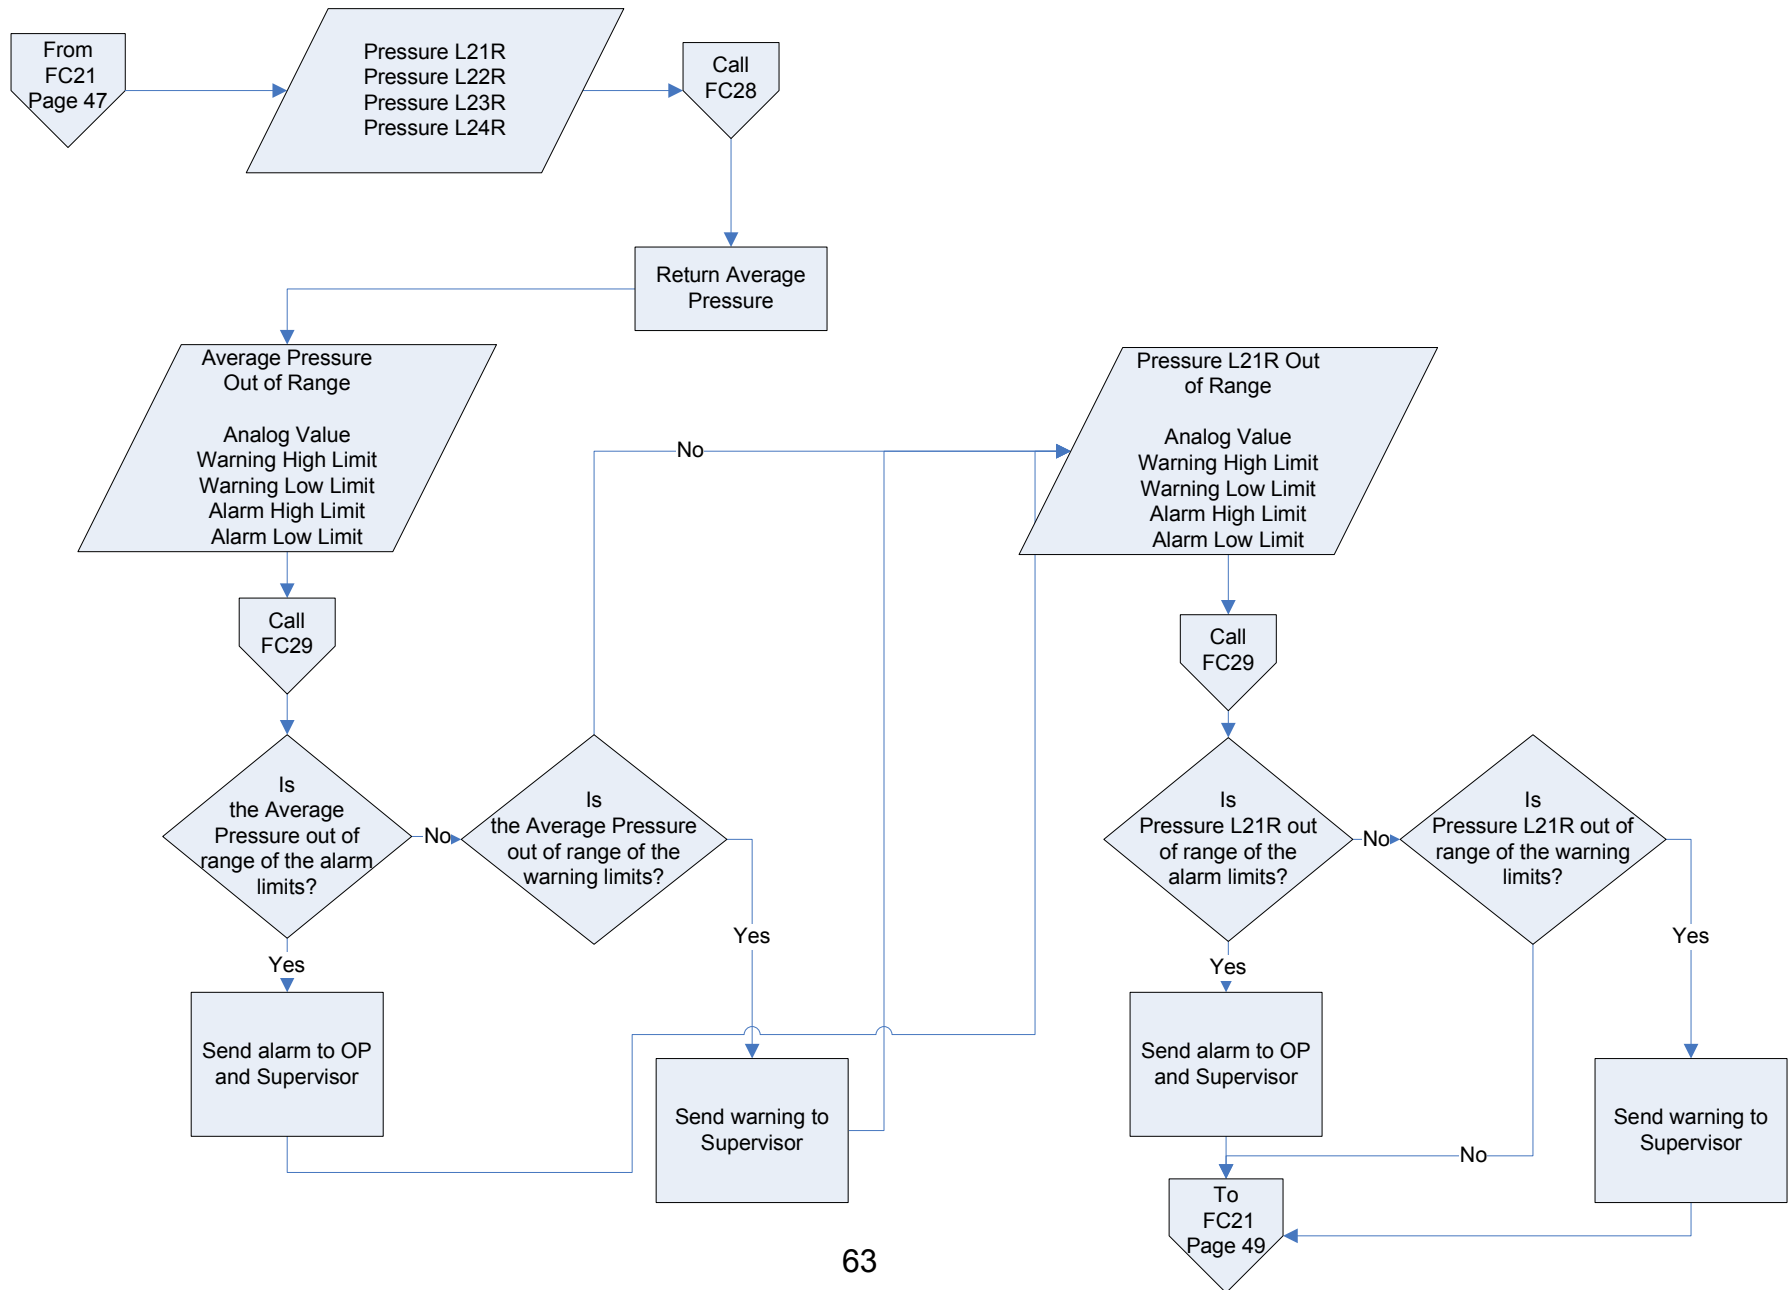 From
FC21
Page 47
Pressure L21R
Pressure L22R
Pressure L23R
Pressure L24R
Call
FC28
Return Average
Pressure
Average Pressure
Out of Range
Analog Value
Warning High Limit
Warning Low Limit
Alarm High Limit
Alarm Low Limit
Call
FC29
Is
the Average
Pressure out of
range of the alarm
limits?
No
Is
the Average Pressure
out of range of the
warning limits?
No
Yes
Yes
Send alarm to OP
and Supervisor
Send warning to
Supervisor
Pressure L21R Out
of Range
Analog Value
Warning High Limit
Warning Low Limit
Alarm High Limit
Alarm Low Limit
Call
FC29
Is
Pressure L21R out
of range of the
alarm limits?
No
Is
Pressure L21R out of
range of the warning
limits?
Yes
Yes
Send alarm to OP
and Supervisor
Send warning to
Supervisor
No
To
FC21
Page 49
63